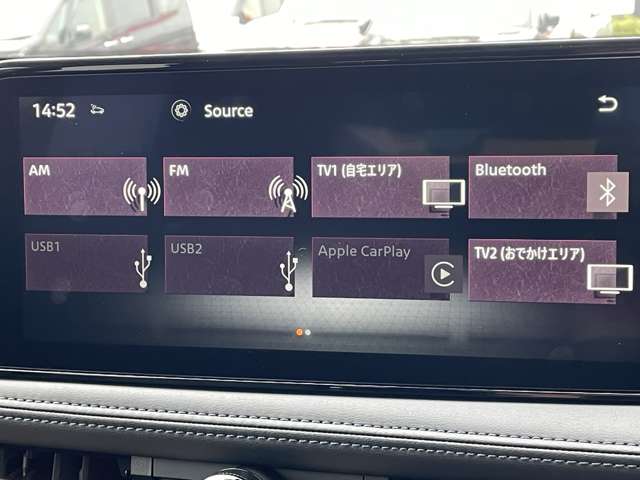 14:52
Source
AM
FM
TV1 (自宅エリア)
Bluetooth
USB1
USB2
Apple CarPlay
TV2 (おでかけエリア)